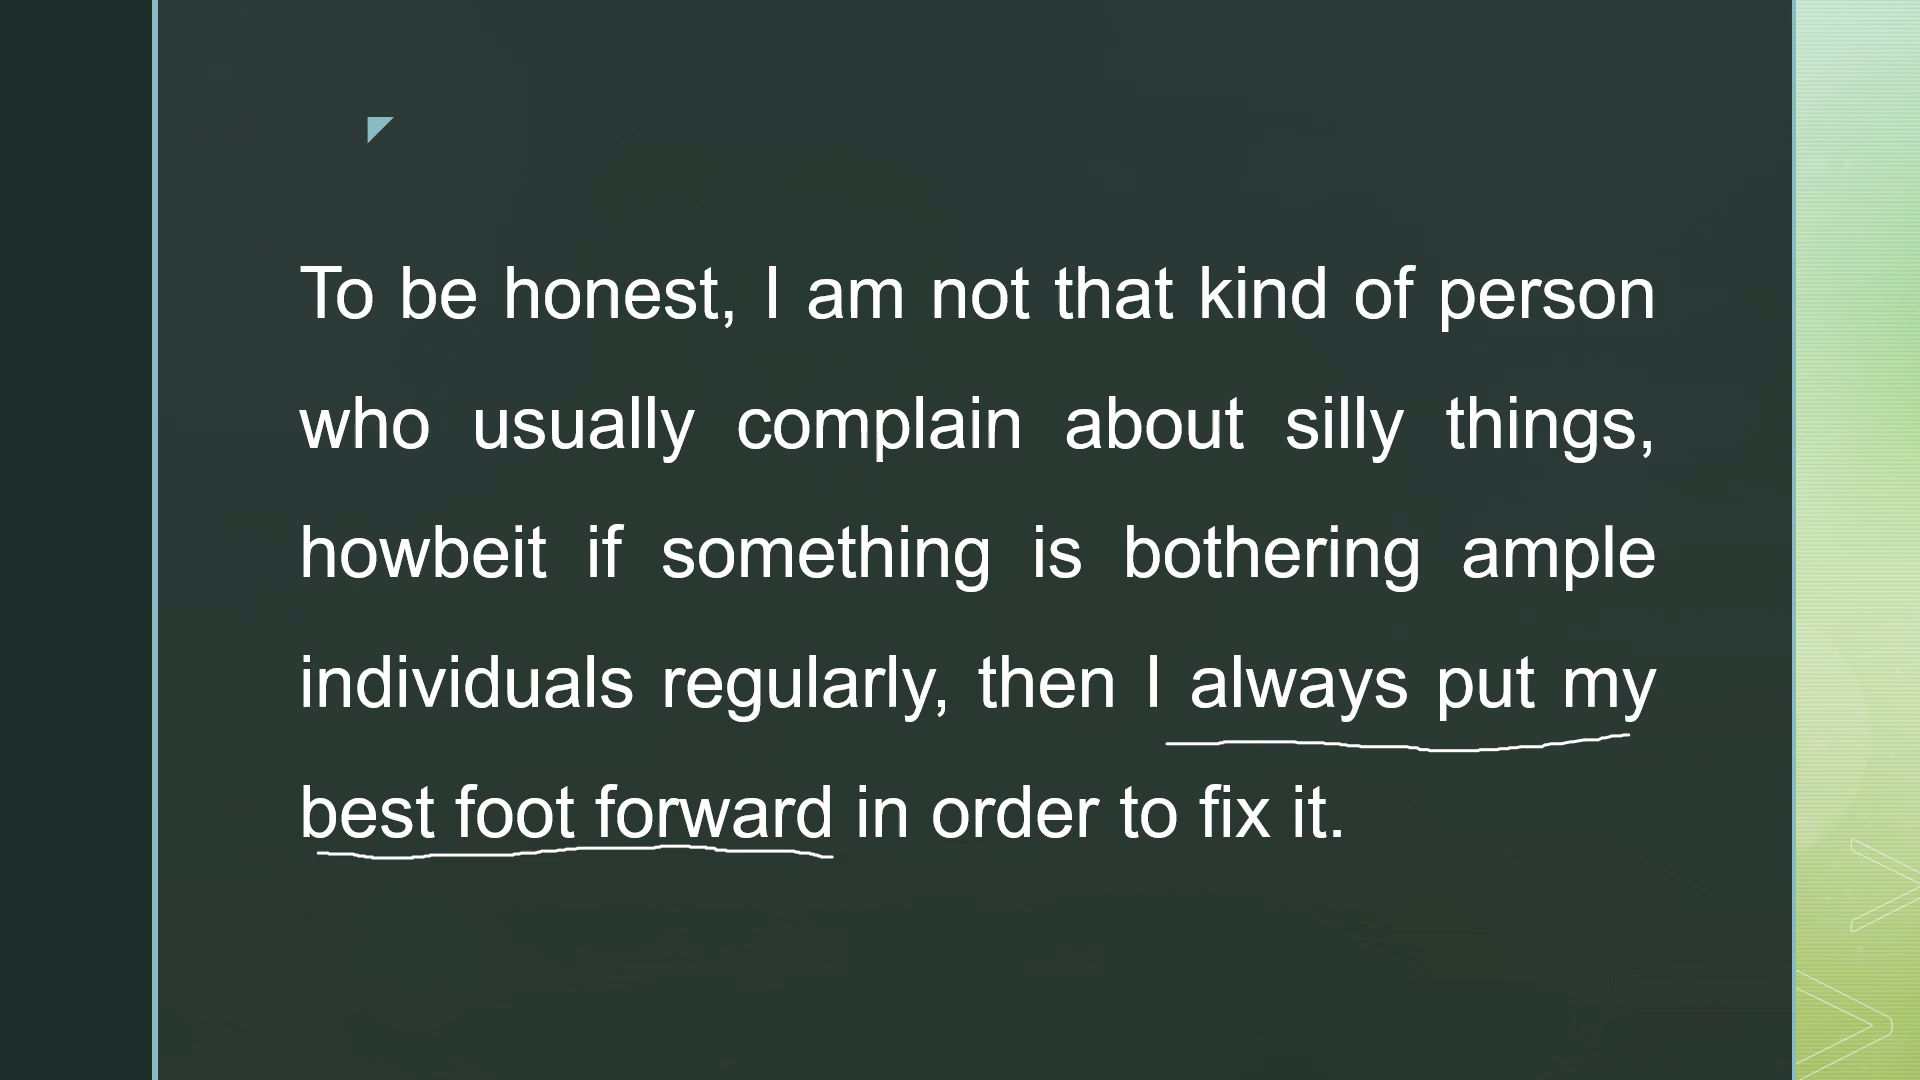 To be honest, I am not that kind of person
who usually complain about silly things,
howbeit if something is bothering ample
individuals regularly, then I always put my
best foot forward in order to fix it.